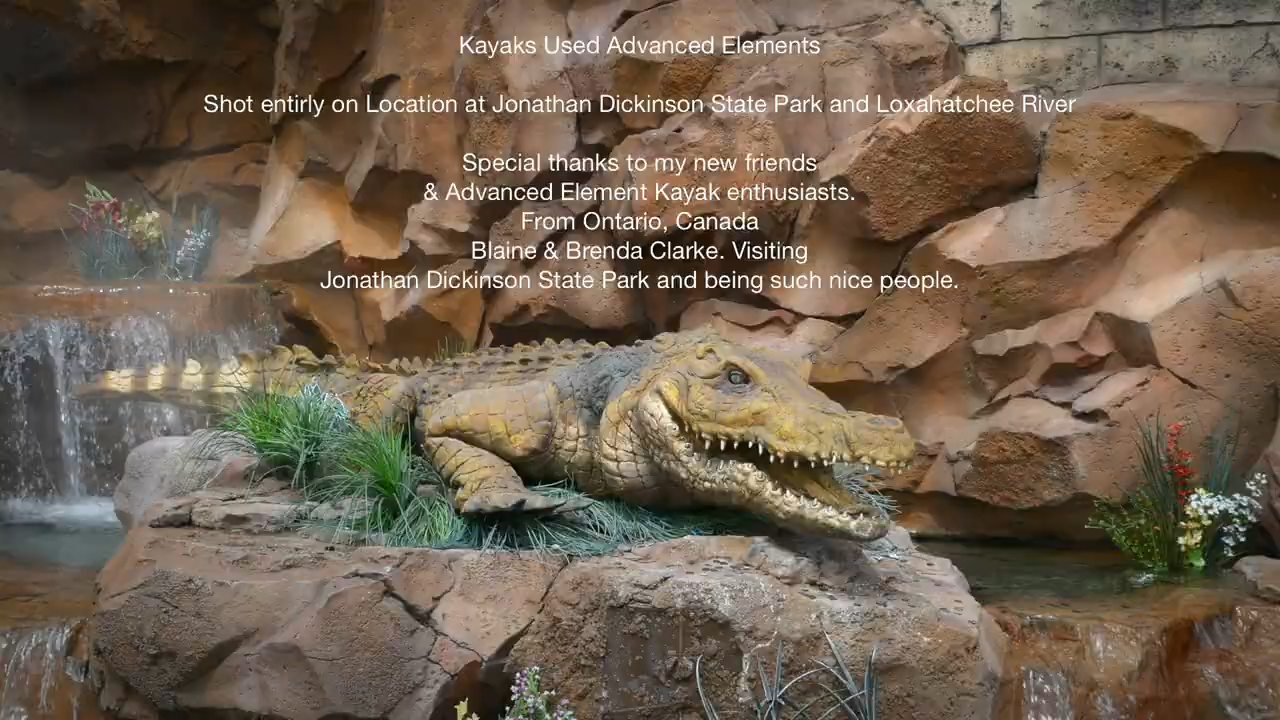 Kayaks Used Advanced Elements
Shot entirly on Location at Jonathan Dickinson State Park and Loxahatchee River
Special thanks to my new friends
& Advanced Element Kayak enthusiasts.
From Ontario, Canada
Blaine & Brenda Clarke. Visiting
Jonathan Dickinson State Park and being such nice people.